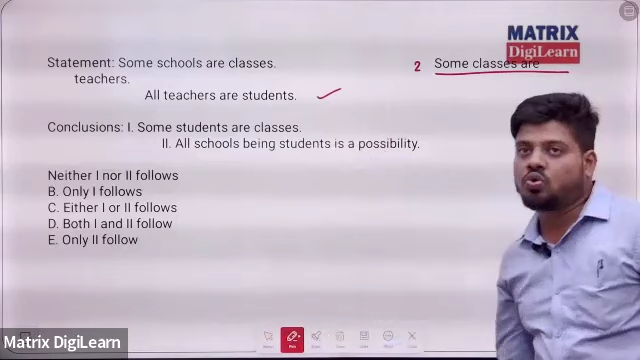 MATRIX
DigiLearn
Statement: Some schools are classes.
2 Some classes are
teachers.
All teachers are students.
Conclusions: I. Some students are classes.
II. All schools being students is a possibility.
Neither I nor II follows
B. Only I follows
C. Either I or II follows
D. Both I and II follow
E. Only II follow
Matrix DigiLearn